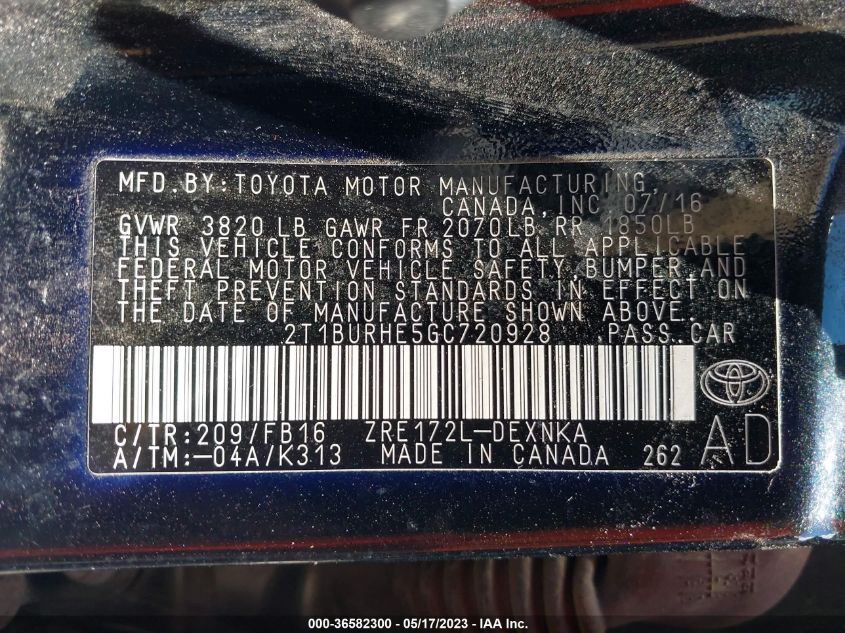 MFD.BY:TOYOTA MOTOR MANUFACTURING,
CANADA,INC 07/16
GVWR 3820 LB GAWR FR 2070LB RR 1850LB
THIS VEHICLE CONFORMS TO ALL APPLICABLE
FEDERAL MOTOR VEHICLE SAFETY,BUMPER,AND
THEFT PREVENTION STANDARDS IN EFFECT ON
THE DATE OF MANUFACTURE SHOWN ABOVE.
2T1BURHE5GC720928 PASS.CAR
C/TR:209/FB16 ZRE172L-DEXNKA
A/TM:-04A/K313 MADE IN CANADA 262
AD
000-36582300 - 05/17/2023 - IAA Inc.